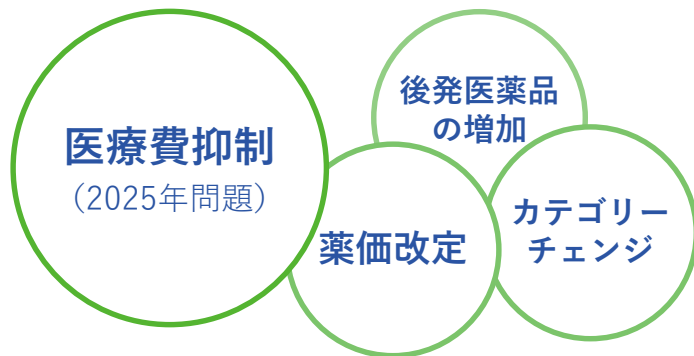 医療費抑制
（2025年問題）
後発医薬品
の増加
薬価改定
カテゴリー
チェンジ